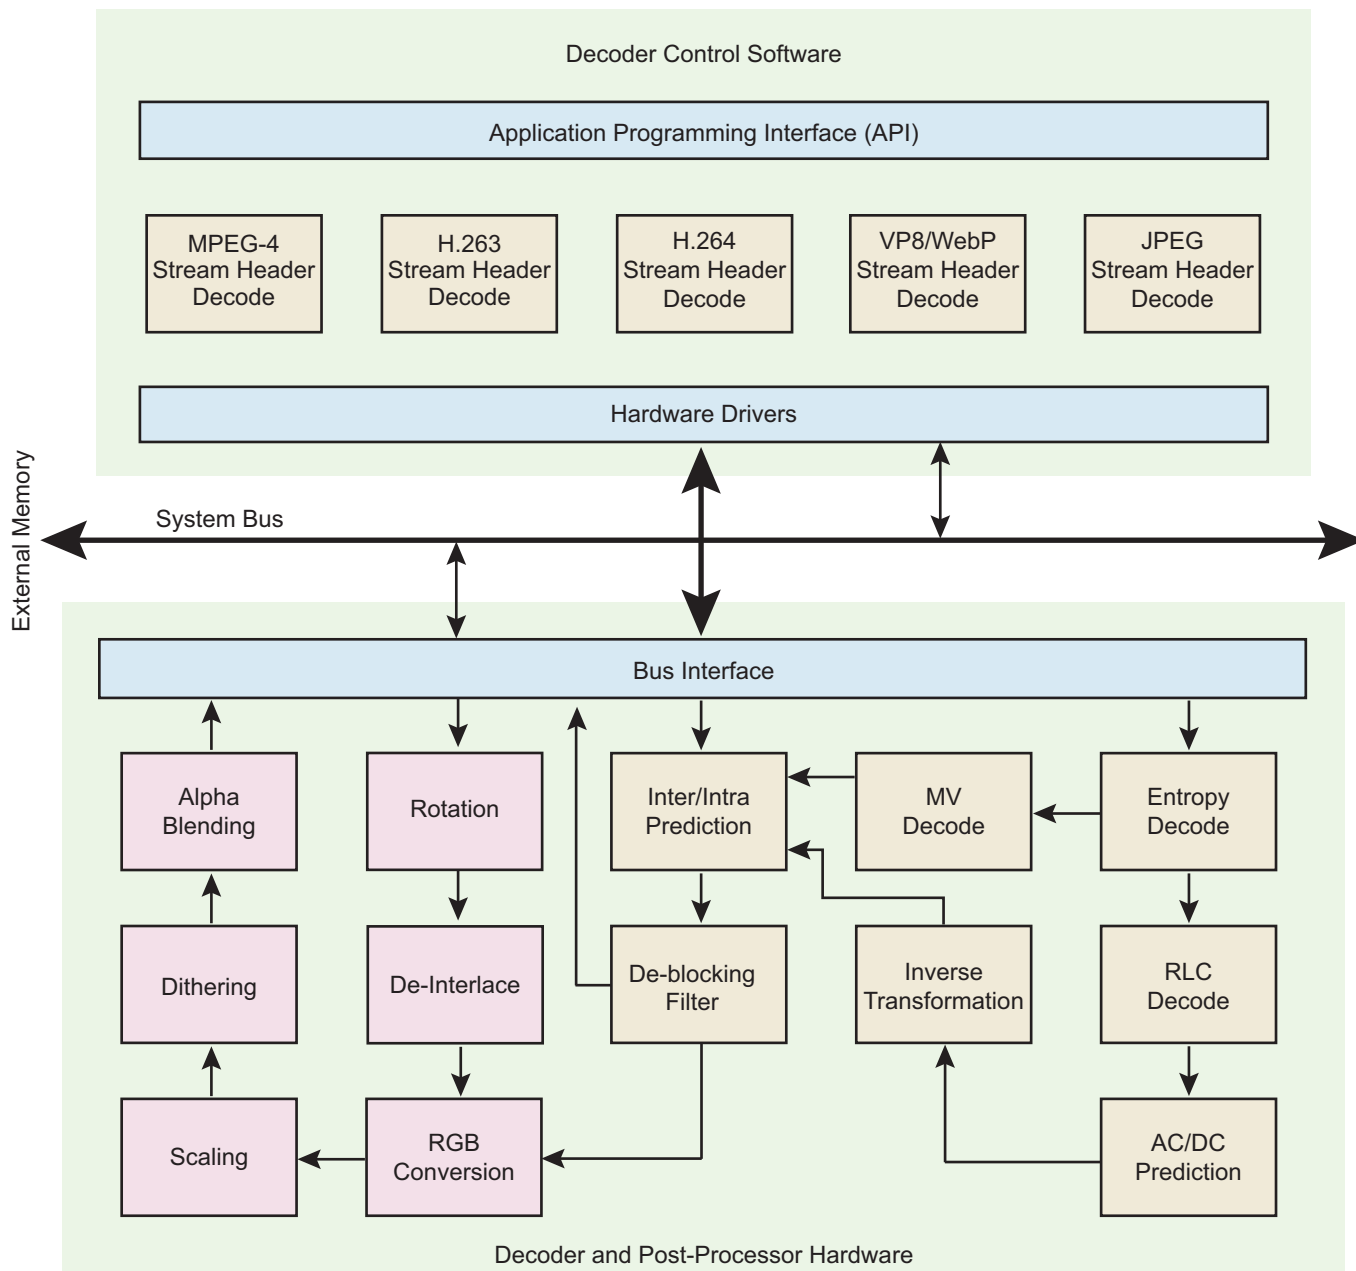 Decoder Control Software
Application Programming Interface (API)
MPEG-4
Stream Header
Decode
H.263
Stream Header
Decode
H.264
Stream Header
Decode
VP8/WebP
Stream Header
Decode
JPEG
Stream Header
Decode
Hardware Drivers
External Memory
System Bus
Bus Interface
Alpha
Blending
Rotation
Inter/Intra
Prediction
MV
Decode
Entropy
Decode
Dithering
De-Interlace
De-blocking
Filter
Inverse
Transformation
RLC
Decode
Scaling
RGB
Conversion
AC/DC
Prediction
Decoder and Post-Processor Hardware